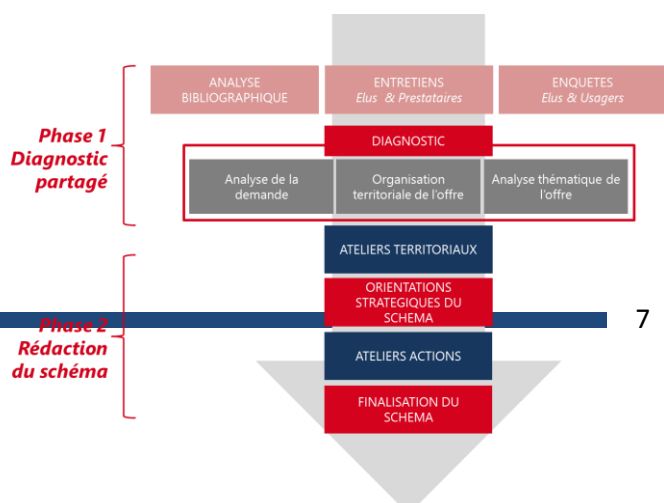 ANALYSE
BIBLIOGRAPHIQUE
ENTRETIENS
Elus & Prestataires
ENQUETES
Elus & Usagers
Phase 1
Diagnostic
partagé
DIAGNOSTIC
Analyse de la
demande
Organisation
territoriale de l'offre
Analyse thématique de
l'offre
ATELIERS TERRITORIAUX
ORIENTATIONS
STRATEGIQUES DU
SCHEMA
7
Phase 2
Rédaction
du schéma
ATELIERS ACTIONS
FINALISATION DU
SCHEMA